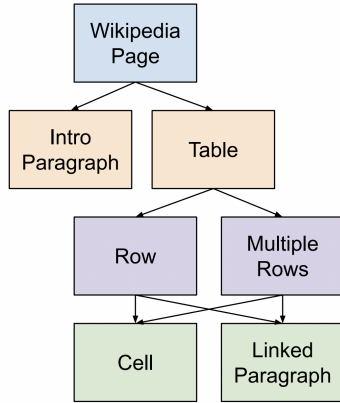 Wikipedia
Page
Intro
Paragraph
Table
Row
Multiple
Rows
Cell
Linked
Paragraph